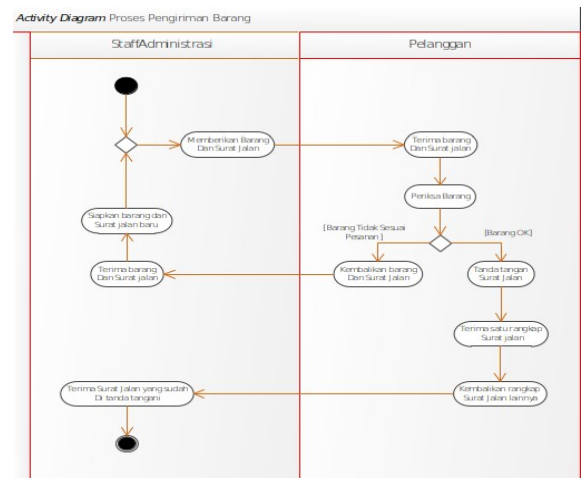 Activity Diagram Proses Pengiriman Barang
StaffAdministrasi
Pelanggan
Memberikan Barang
Dan Surat Jalan
Terima barang
Dan Surat jalan
Periksa Barang
Siapkan barang dan
Surat jalan baru
[Barang Tidak Sesuai
Pesanan ]
[Barang OK]
Terima barang
Dan Surat jalan
Kembalikan barang
Dan Surat Jalan
Tanda tangan
Surat Jalan
Terima satu rangkap
Surat jalan
Terima Surat Jalan yang sudah
Di tanda tangani
Kembalikan rangkap
Surat Jalan lainnya